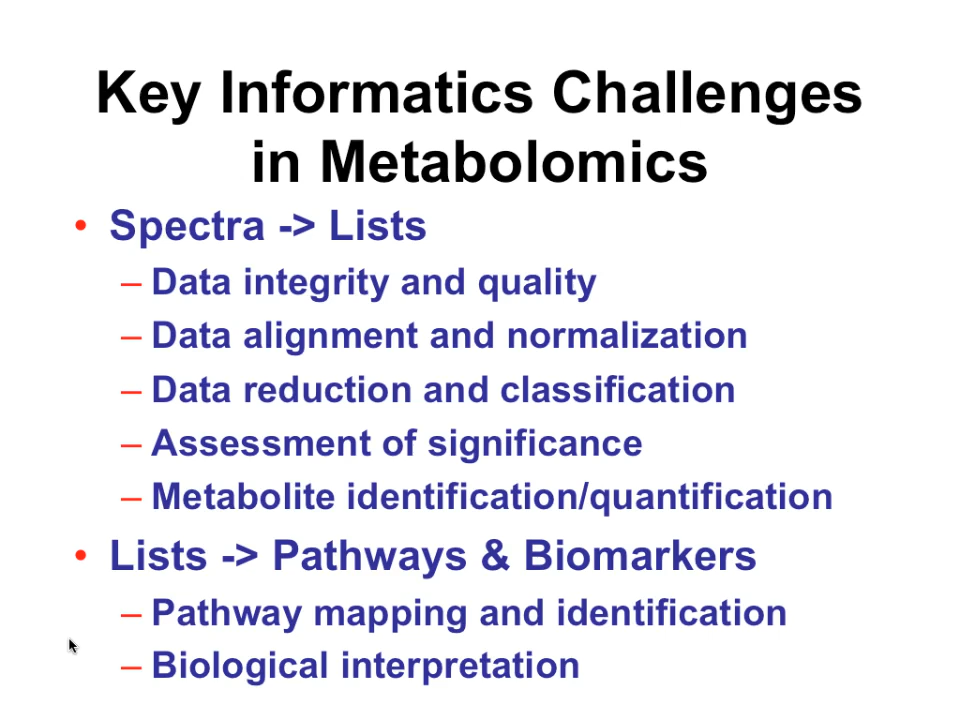 Key Informatics Challenges
in Metabolomics
• Spectra -> Lists
– Data integrity and quality
– Data alignment and normalization
– Data reduction and classification
– Assessment of significance
– Metabolite identification/quantification
• Lists -> Pathways & Biomarkers
– Pathway mapping and identification
– Biological interpretation